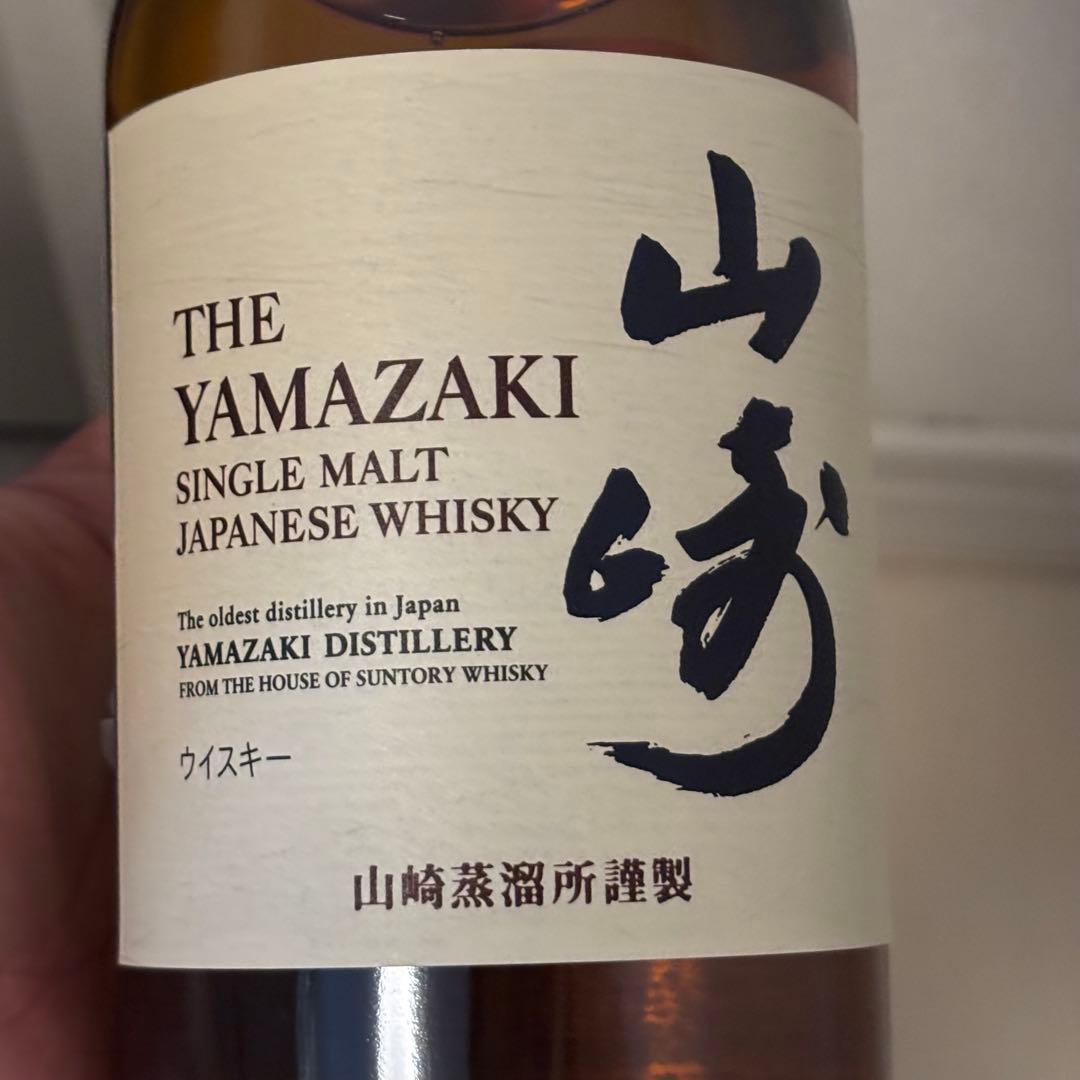 THE
YAMAZAKI
SINGLE MALT
JAPANESE WHISKY
The oldest distillery in Japan
YAMAZAKI DISTILLERY
FROM THE HOUSE OF SUNTORY WHISKY
ウイスキー
山崎
山崎蒸溜所謹製